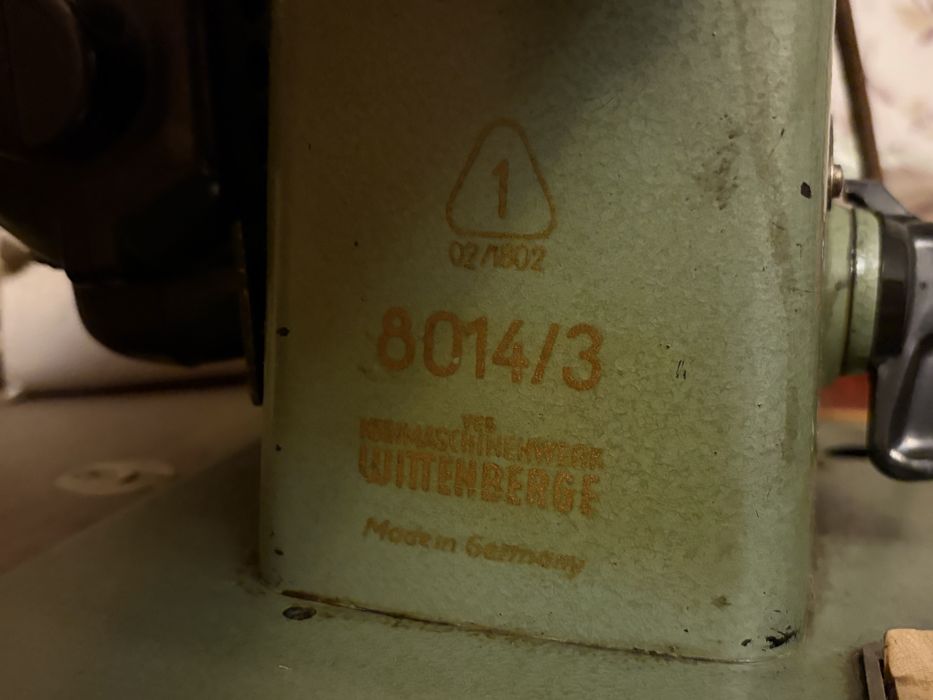 1
02/1802
8014/3
VEB
NÄHMASCHINENWERK
WITTENBERGE
Made in Germany